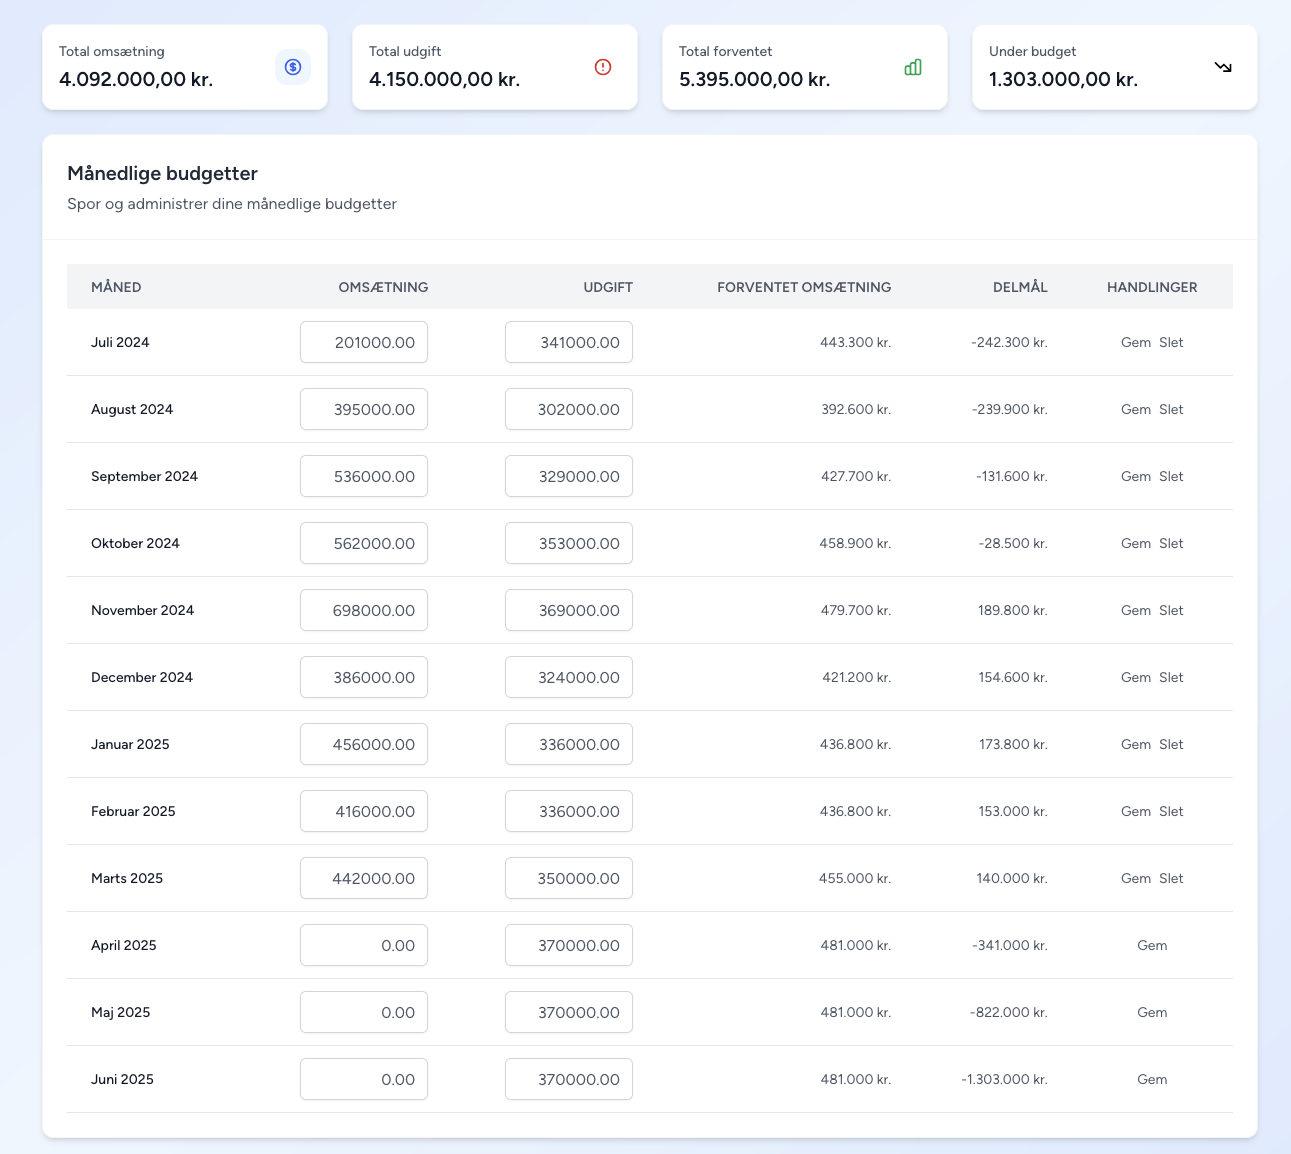 Total omsætning
4.092.000,00 kr.
Total udgift
4.150.000,00 kr.
Total forventet
5.395.000,00 kr.
Under budget
1.303.000,00 kr.
Månedlige budgetter
Spor og administrer dine månedlige budgetter
MÅNED OMSÆTNING UDGIFT FORVENTET OMSÆTNING DELMÅL HANDLINGER
Juli 2024 201000.00 341000.00 443.300 kr. -242.300 kr. Gem Slet
August 2024 395000.00 302000.00 392.600 kr. -239.900 kr. Gem Slet
September 2024 536000.00 329000.00 427.700 kr. -131.600 kr. Gem Slet
Oktober 2024 562000.00 353000.00 458.900 kr. -28.500 kr. Gem Slet
November 2024 698000.00 369000.00 479.700 kr. 189.800 kr. Gem Slet
December 2024 386000.00 324000.00 421.200 kr. 154.600 kr. Gem Slet
Januar 2025 456000.00 336000.00 436.800 kr. 173.800 kr. Gem Slet
Februar 2025 416000.00 336000.00 436.800 kr. 153.000 kr. Gem Slet
Marts 2025 442000.00 350000.00 455.000 kr. 140.000 kr. Gem Slet
April 2025 0.00 370000.00 481.000 kr. -341.000 kr. Gem
Maj 2025 0.00 370000.00 481.000 kr. -822.000 kr. Gem
Juni 2025 0.00 370000.00 481.000 kr. -1.303.000 kr. Gem